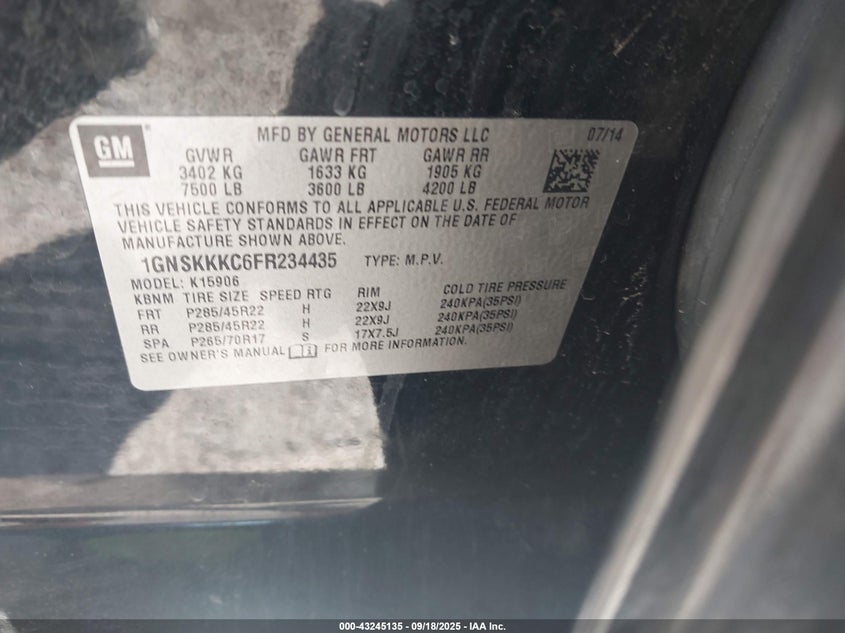 GM ®
MFD BY GENERAL MOTORS LLC 07/14
GVWR GAWR FRT GAWR RR
3402 KG 1633 KG 1905 KG
7500 LB 3600 LB 4200 LB
THIS VEHICLE CONFORMS TO ALL APPLICABLE U.S. FEDERAL MOTOR
VEHICLE SAFETY STANDARDS IN EFFECT ON THE DATE OF
MANUFACTURE SHOWN ABOVE.
1GNSKKKC6FR234435 TYPE: M.P.V.
MODEL: K15906
KBNM TIRE SIZE SPEED RTG RIM COLD TIRE PRESSURE
FRT P285/45R22 H 22X9J 240KPA(35PSI)
RR P285/45R22 H 22X9J 240KPA(35PSI)
SPA P265/70R17 S 17X7.5J 240KPA(35PSI)
SEE OWNER'S MANUAL FOR MORE INFORMATION.
000-43245135 - 09/18/2025 - IAA Inc.